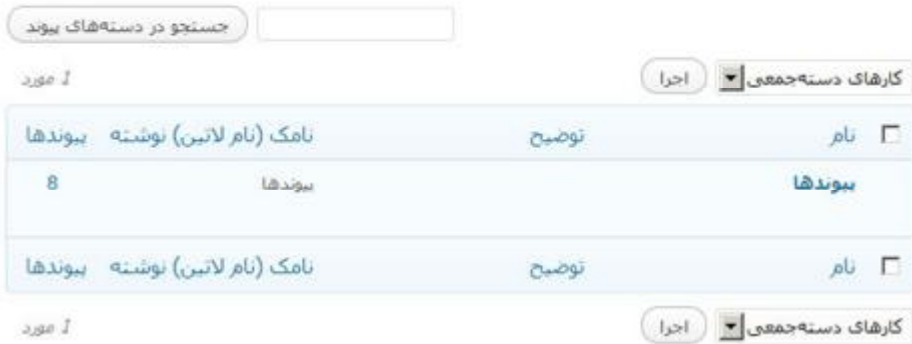 جستجو در دسته‌های پیوند
کارهای دسته‌جمعی اجرا 1 مورد
نام توضیح نامک (نام لاتین) نوشته پیوندها
پیوندها پیوندها 8
نام توضیح نامک (نام لاتین) نوشته پیوندها
کارهای دسته‌جمعی اجرا 1 مورد